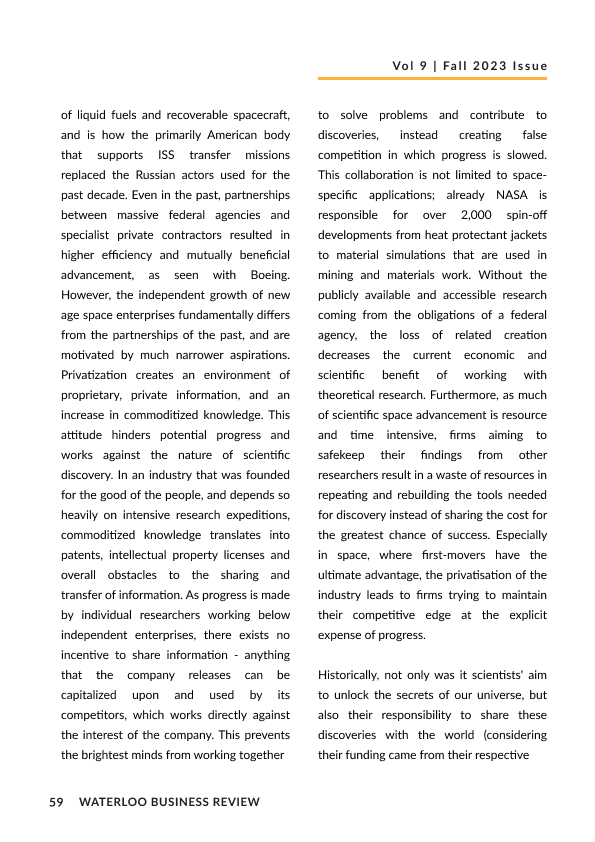 Vol 9 | Fall 2023 Issue
of liquid fuels and recoverable spacecraft,
and is how the primarily American body
that supports ISS transfer missions
replaced the Russian actors used for the
past decade. Even in the past, partnerships
between massive federal agencies and
specialist private contractors resulted in
higher efficiency and mutually beneficial
advancement, as seen with Boeing.
However, the independent growth of new
age space enterprises fundamentally differs
from the partnerships of the past, and are
motivated by much narrower aspirations.
Privatization creates an environment of
proprietary, private information, and an
increase in commoditized knowledge. This
attitude hinders potential progress and
works against the nature of scientific
discovery. In an industry that was founded
for the good of the people, and depends so
heavily on intensive research expeditions,
commoditized knowledge translates into
patents, intellectual property licenses and
overall obstacles to the sharing and
transfer of information. As progress is made
by individual researchers working below
independent enterprises, there exists no
incentive to share information - anything
that the company releases can be
capitalized upon and used by its
competitors, which works directly against
the interest of the company. This prevents
the brightest minds from working together
to solve problems and contribute to
discoveries, instead creating false
competition in which progress is slowed.
This collaboration is not limited to space-
specific applications; already NASA is
responsible for over 2,000 spin-off
developments from heat protectant jackets
to material simulations that are used in
mining and materials work. Without the
publicly available and accessible research
coming from the obligations of a federal
agency, the loss of related creation
decreases the current economic and
scientific benefit of working with
theoretical research. Furthermore, as much
of scientific space advancement is resource
and time intensive, firms aiming to
safekeep their findings from other
researchers result in a waste of resources in
repeating and rebuilding the tools needed
for discovery instead of sharing the cost for
the greatest chance of success. Especially
in space, where first-movers have the
ultimate advantage, the privatisation of the
industry leads to firms trying to maintain
their competitive edge at the explicit
expense of progress.
Historically, not only was it scientists' aim
to unlock the secrets of our universe, but
also their responsibility to share these
discoveries with the world (considering
their funding came from their respective
59 WATERLOO BUSINESS REVIEW